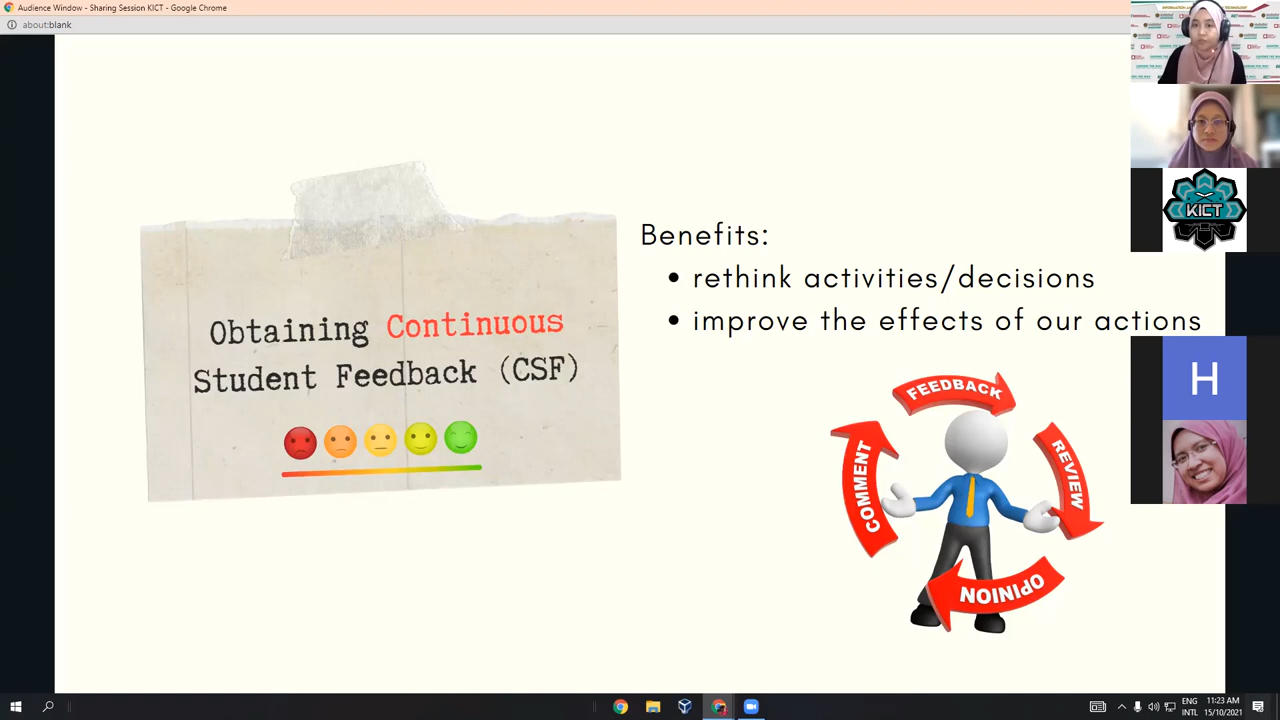 Audience Window - Sharing Session KICT - Google Chrome
about:blank
Obtaining Continuous
Student Feedback (CSF)
Benefits:
• rethink activities/decisions
• improve the effects of our actions
FEEDBACK
REVIEW
OPINION
COMMENT
KICT
H
ENG
INTL
11:23 AM
15/10/2021